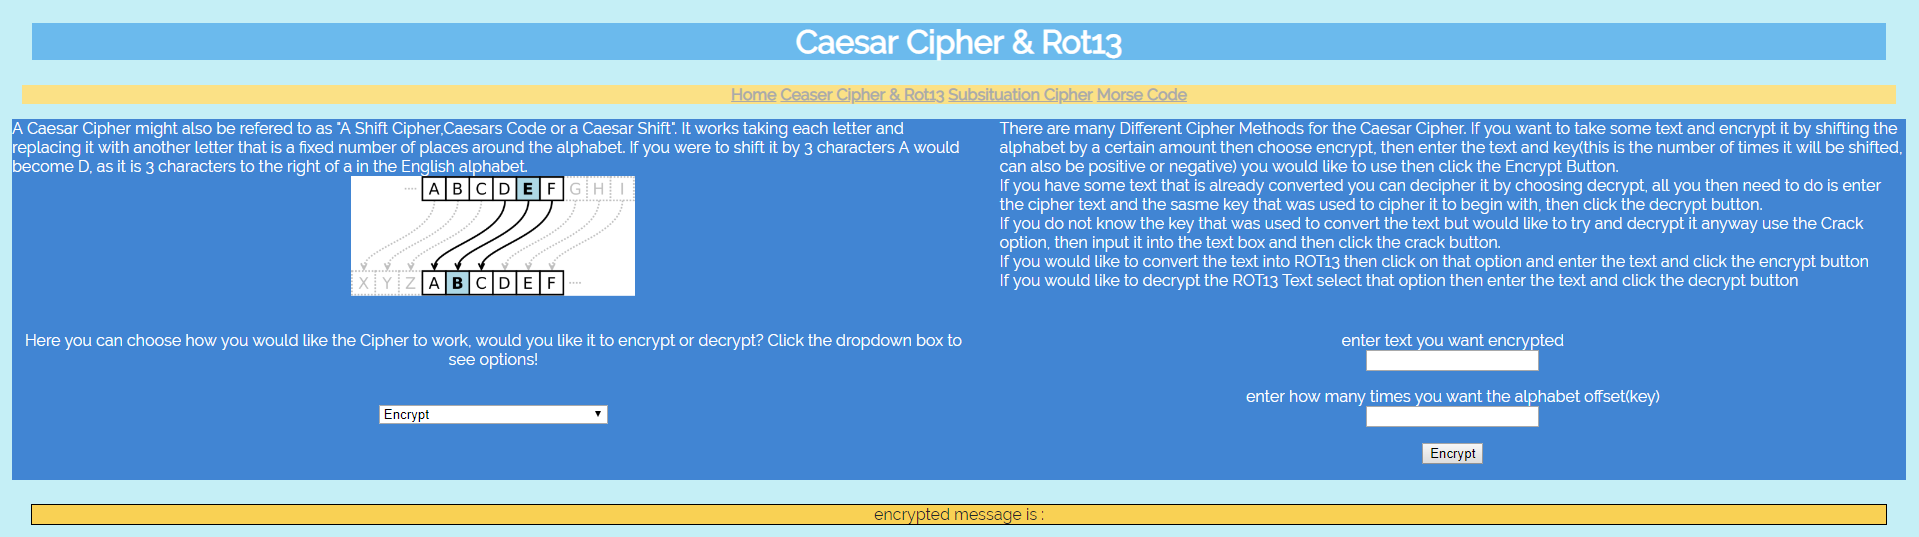 Caesar Cipher & Rot13
Home Ceaser Cipher & Rot13 Subsituation Cipher Morse Code
A Caesar Cipher might also be refered to as "A Shift Cipher,Caesars Code or a Caesar Shift". It works taking each letter and
replacing it with another letter that is a fixed number of places around the alphabet. If you were to shift it by 3 characters A would
become D, as it is 3 characters to the right of a in the English alphabet.
A B C D E F G H I
X Y Z A B C D E F
Here you can choose how you would like the Cipher to work, would you like it to encrypt or decrypt? Click the dropdown box to
see options!
Encrypt
There are many Different Cipher Methods for the Caesar Cipher. If you want to take some text and encrypt it by shifting the
alphabet by a certain amount then choose encrypt, then enter the text and key(this is the number of times it will be shifted,
can also be positive or negative) you would like to use then click the Encrypt Button.
If you have some text that is already converted you can decipher it by choosing decrypt, all you then need to do is enter
the cipher text and the sasme key that was used to cipher it to begin with, then click the decrypt button.
If you do not know the key that was used to convert the text but would like to try and decrypt it anyway use the Crack
option, then input it into the text box and then click the crack button.
If you would like to convert the text into ROT13 then click on that option and enter the text and click the encrypt button
If you would like to decrypt the ROT13 Text select that option then enter the text and click the decrypt button
enter text you want encrypted
enter how many times you want the alphabet offset(key)
Encrypt
encrypted message is :